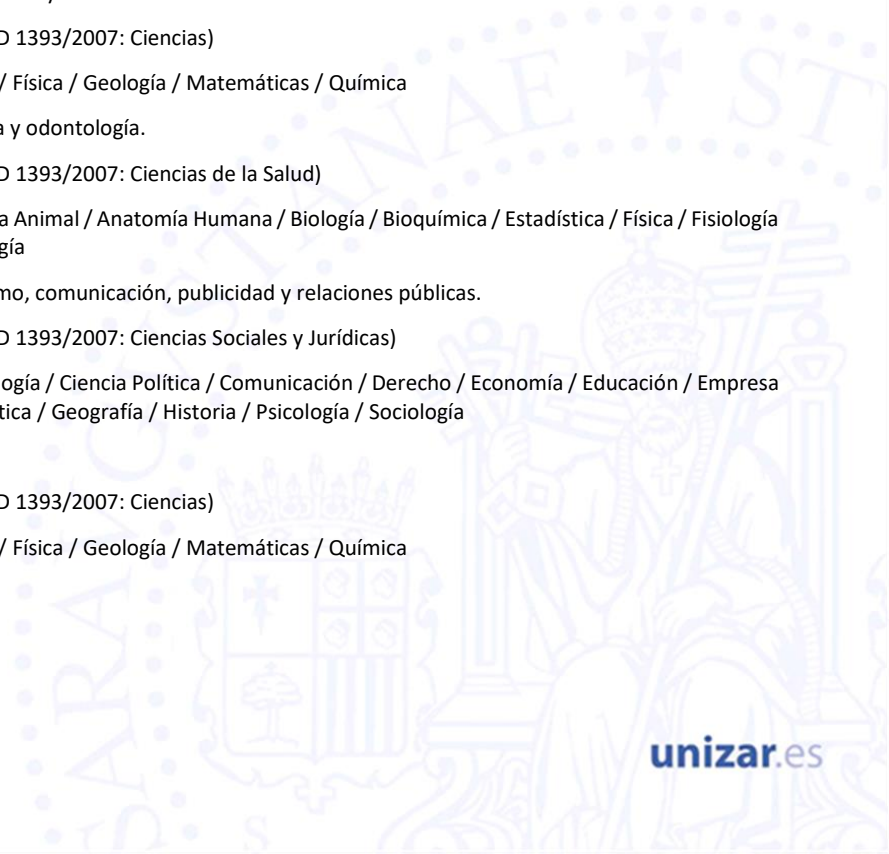 D 1393/2007: Ciencias)
/ Física / Geología / Matemáticas / Química
a y odontología.
D 1393/2007: Ciencias de la Salud)
a Animal / Anatomía Humana / Biología / Bioquímica / Estadística / Física / Fisiología
gía
mo, comunicación, publicidad y relaciones públicas.
D 1393/2007: Ciencias Sociales y Jurídicas)
ogía / Ciencia Política / Comunicación / Derecho / Economía / Educación / Empresa
tica / Geografía / Historia / Psicología / Sociología
D 1393/2007: Ciencias)
/ Física / Geología / Matemáticas / Química
unizar.es